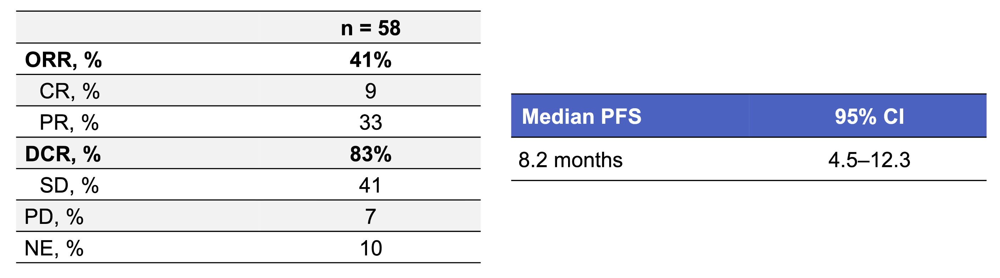 n = 58
ORR, % 41%
CR, % 9
PR, % 33
DCR, % 83%
SD, % 41
PD, % 7
NE, % 10
Median PFS 95% CI
8.2 months 4.5–12.3